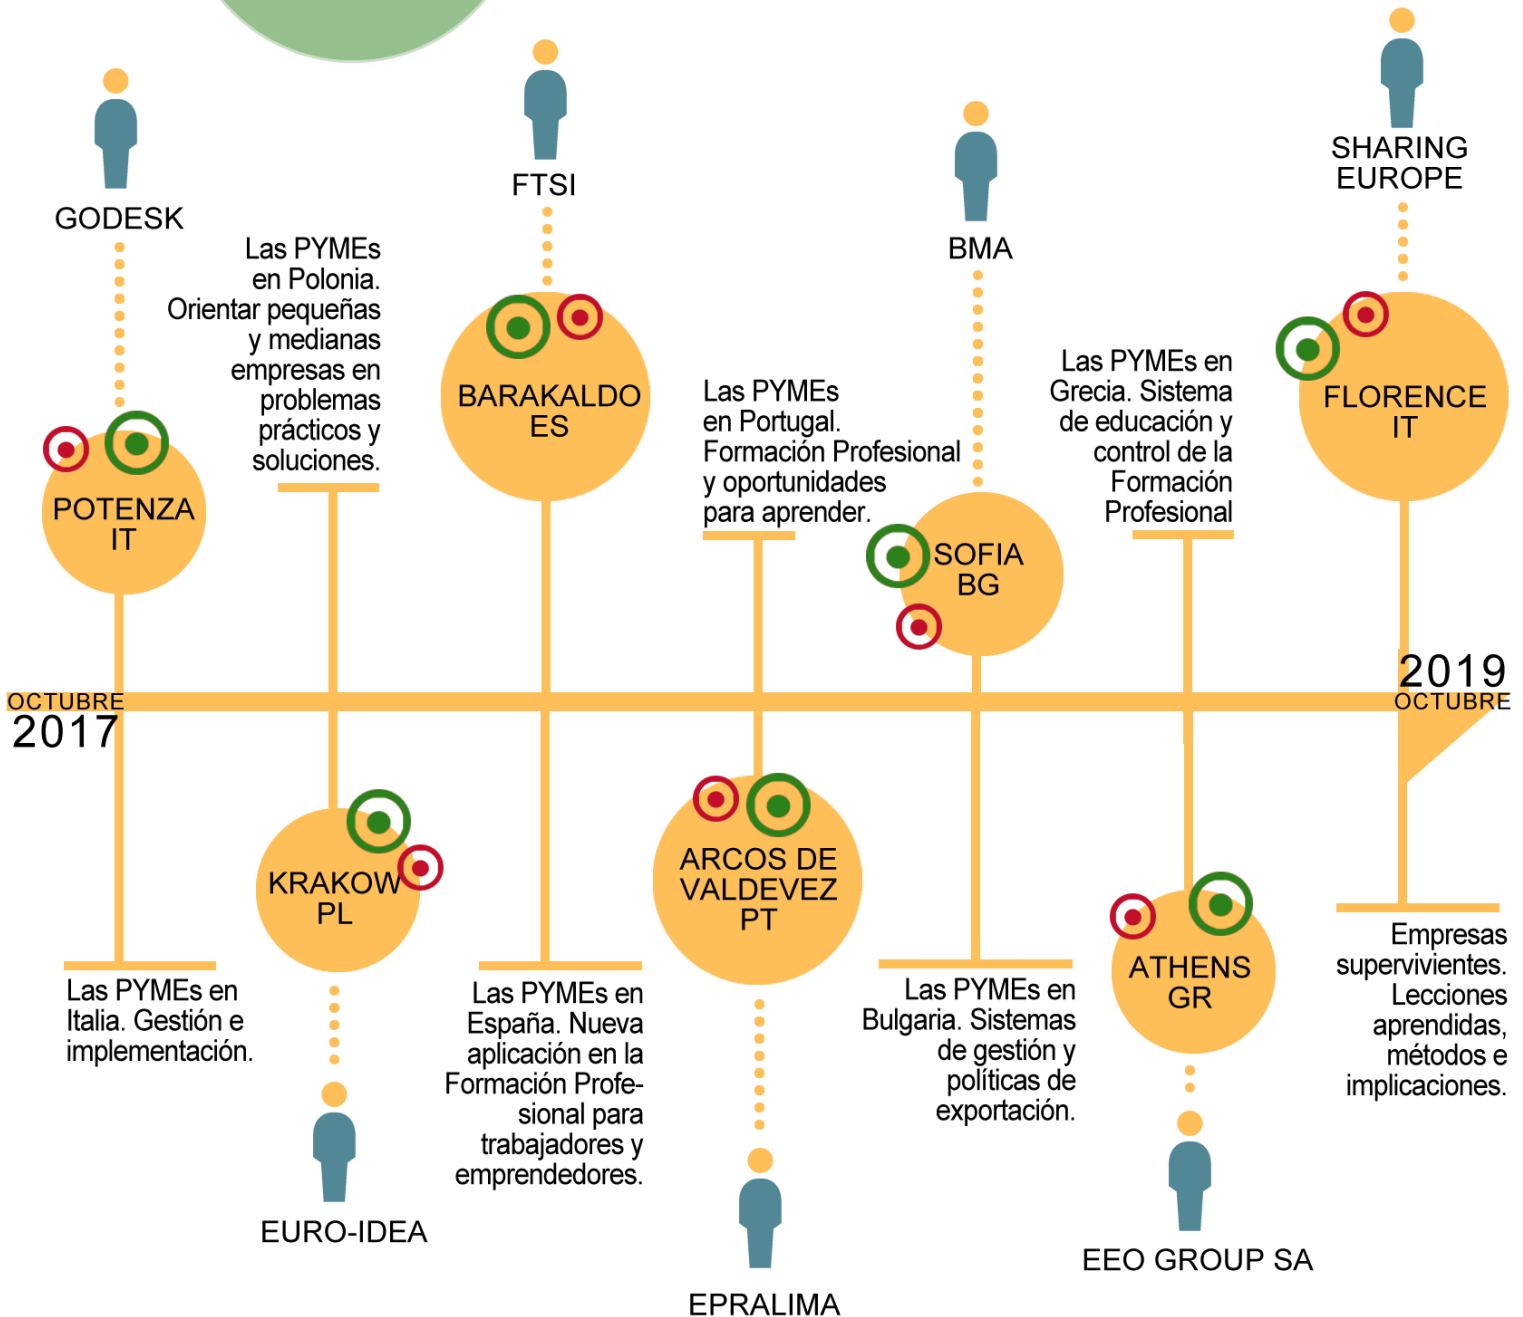 GODESK
POTENZA
IT
OCTUBRE
2017
Las PYMEs en
Italia. Gestión e
implementación.
Las PYMEs
en Polonia.
Orientar pequeñas
y medianas
empresas en
problemas
prácticos y
soluciones.
KRAKOW
PL
EURO-IDEA
FTSI
BARAKALDO
ES
Las PYMEs en
España. Nueva
aplicación en la
Formación Profe-
sional para
trabajadores y
emprendedores.
Las PYMEs
en Portugal.
Formación Profesional
y oportunidades
para aprender.
ARCOS DE
VALDEVEZ
PT
EPRALIMA
BMA
SOFIA
BG
Las PYMEs en
Bulgaria. Sistemas
de gestión y
políticas de
exportación.
Las PYMEs en
Grecia. Sistema
de educación y
control de la
Formación
Profesional
ATHENS
GR
EEO GROUP SA
SHARING
EUROPE
FLORENCE
IT
2019
OCTUBRE
Empresas
supervivientes.
Lecciones
aprendidas,
métodos e
implicaciones.